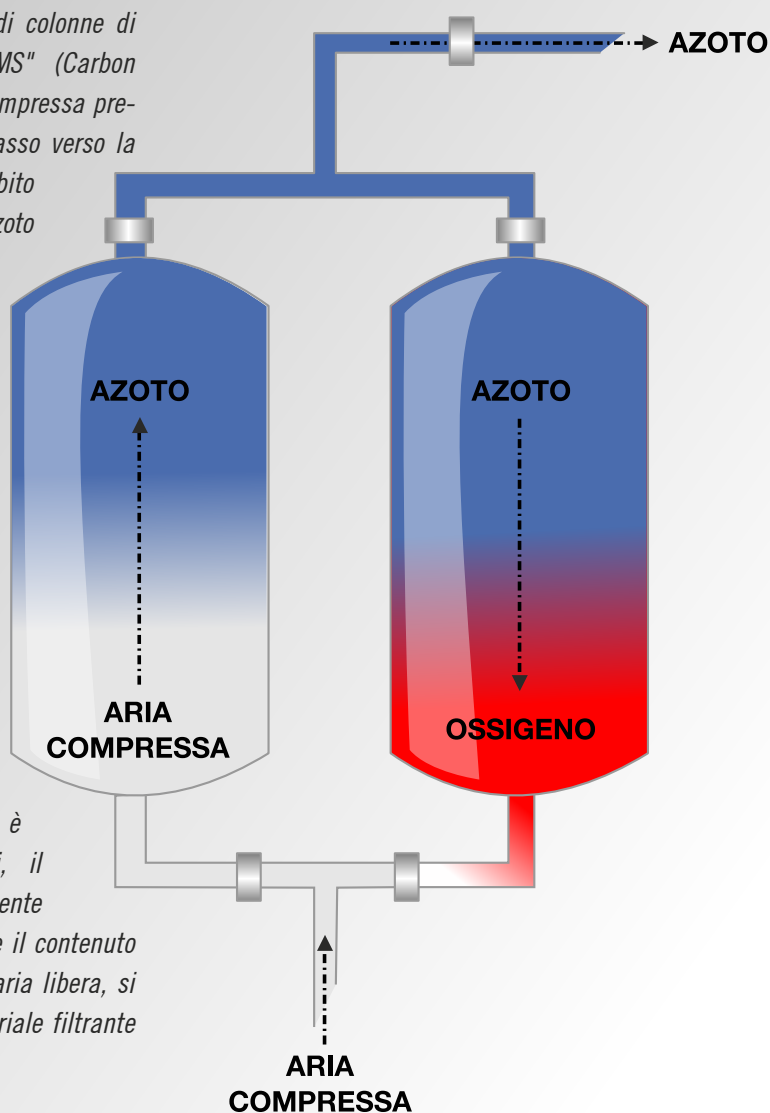 di colonne di
MS" (Carbon
mpressa pre-
asso verso la
bito
zoto
è
i, il
ente
e il contenuto
aria libera, si
riale filtrante
AZOTO
AZOTO
AZOTO
ARIA
COMPRESSA
OSSIGENO
ARIA
COMPRESSA